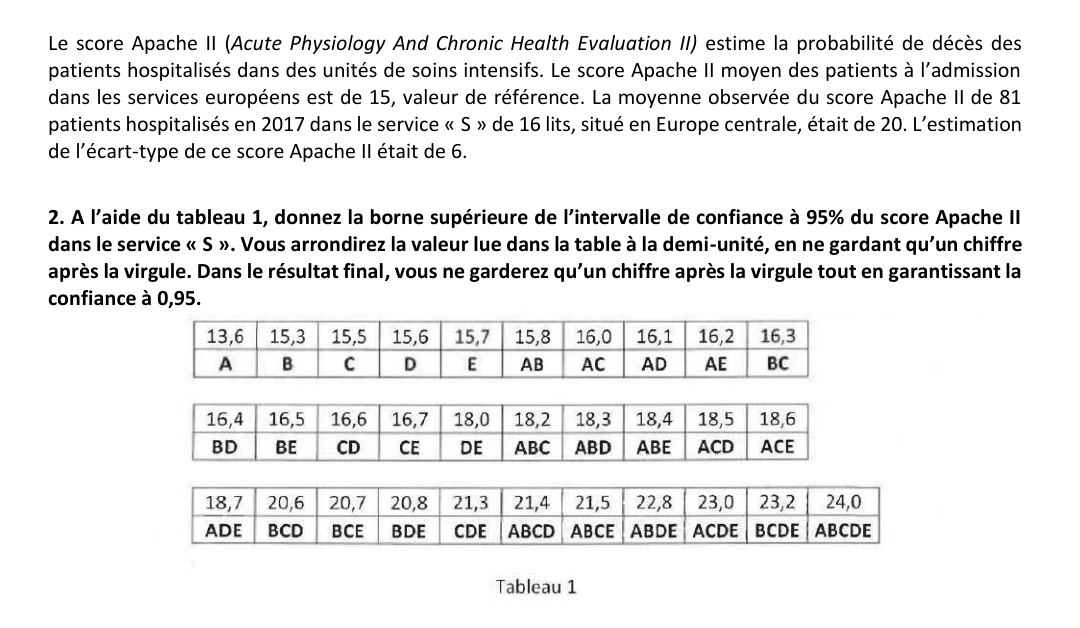 Le score Apache II (Acute Physiology And Chronic Health Evaluation II) estime la probabilité de décès des
patients hospitalisés dans des unités de soins intensifs. Le score Apache II moyen des patients à l’admission
dans les services européens est de 15, valeur de référence. La moyenne observée du score Apache II de 81
patients hospitalisés en 2017 dans le service « S » de 16 lits, situé en Europe centrale, était de 20. L’estimation
de l’écart-type de ce score Apache II était de 6.
2. A l’aide du tableau 1, donnez la borne supérieure de l’intervalle de confiance à 95% du score Apache II
dans le service « S ». Vous arrondirez la valeur lue dans la table à la demi-unité, en ne gardant qu’un chiffre
après la virgule. Dans le résultat final, vous ne garderez qu’un chiffre après la virgule tout en garantissant la
confiance à 0,95.
13,6 15,3 15,5 15,6 15,7 15,8 16,0 16,1 16,2 16,3
A B C D E AB AC AD AE BC
16,4 16,5 16,6 16,7 18,0 18,2 18,3 18,4 18,5 18,6
BD BE CD CE DE ABC ABD ABE ACD ACE
18,7 20,6 20,7 20,8 21,3 21,4 21,5 22,8 23,0 23,2 24,0
ADE BCD BCE BDE CDE ABCD ABCE ABDE ACDE BCDE ABCDE
Tableau 1